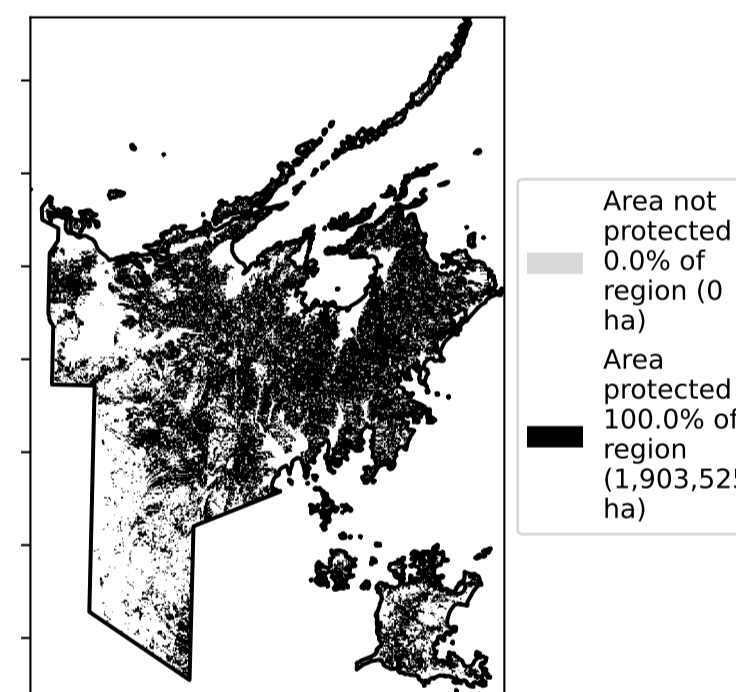 Area not
protected
0.0% of
region (0
ha)
Area
protected
100.0% of
region
ha)